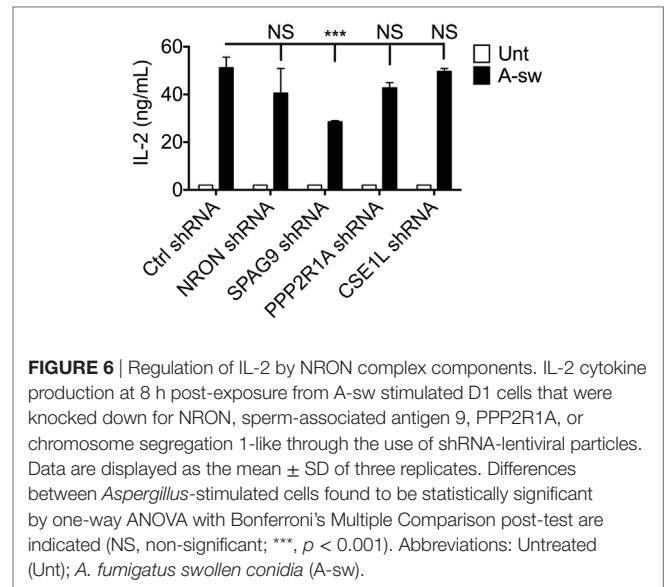 NS *** NS NS
60
40
20
0
IL-2 (ng/mL)
Unt
A-sw
Ctrl shRNA
NRON shRNA
SPAG9 shRNA
PPP2R1A shRNA
CSE1L shRNA
FIGURE 6 | Regulation of IL-2 by NRON complex components. IL-2 cytokine
production at 8 h post-exposure from A-sw stimulated D1 cells that were
knocked down for NRON, sperm-associated antigen 9, PPP2R1A, or
chromosome segregation 1-like through the use of shRNA-lentiviral particles.
Data are displayed as the mean ± SD of three replicates. Differences
between Aspergillus-stimulated cells found to be statistically significant
by one-way ANOVA with Bonferroni’s Multiple Comparison post-test are
indicated (NS, non-significant; ***, p < 0.001). Abbreviations: Untreated
(Unt); A. fumigatus swollen conidia (A-sw).